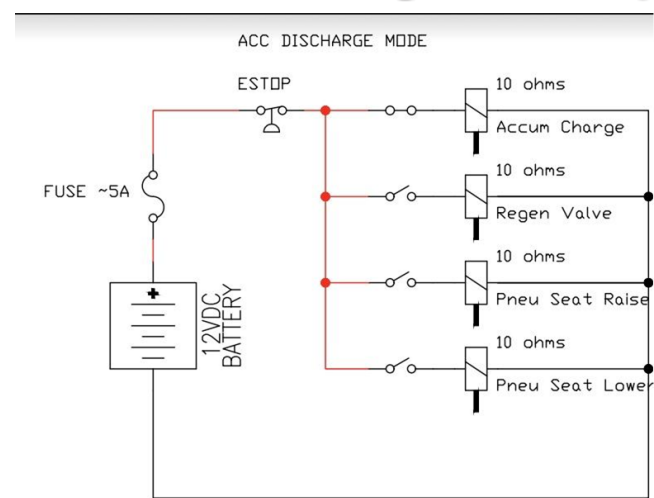 ACC DISCHARGE MODE
ESTOP
10 ohms
Accum Charge
FUSE ~5A
10 ohms
Regen Valve
10 ohms
Pneu Seat Raise
12VDC
BATTERY
10 ohms
Pneu Seat Lower